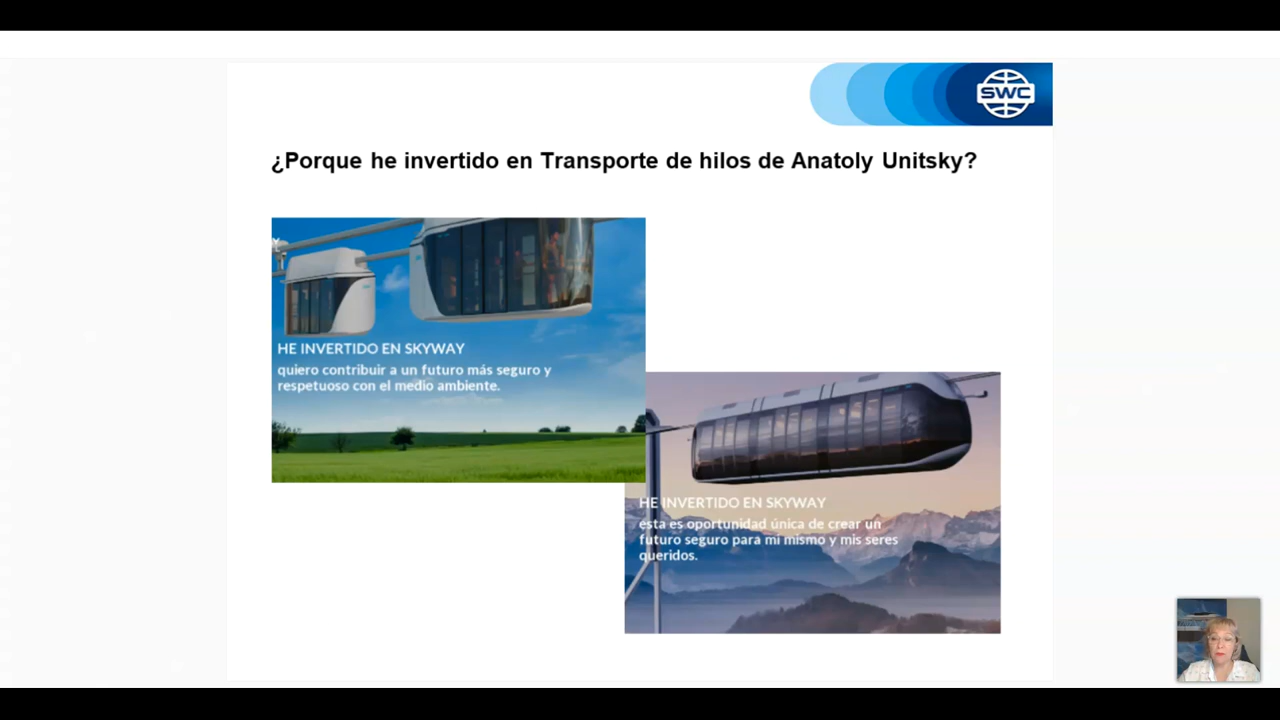 SWC
¿Porque he invertido en Transporte de hilos de Anatoly Unitsky?
HE INVERTIDO EN SKYWAY
quiero contribuir a un futuro más seguro y
respetuoso con el medio ambiente.
HE INVERTIDO EN SKYWAY
esta es oportunidad única de crear un
futuro seguro para mi mismo y mis seres
queridos.